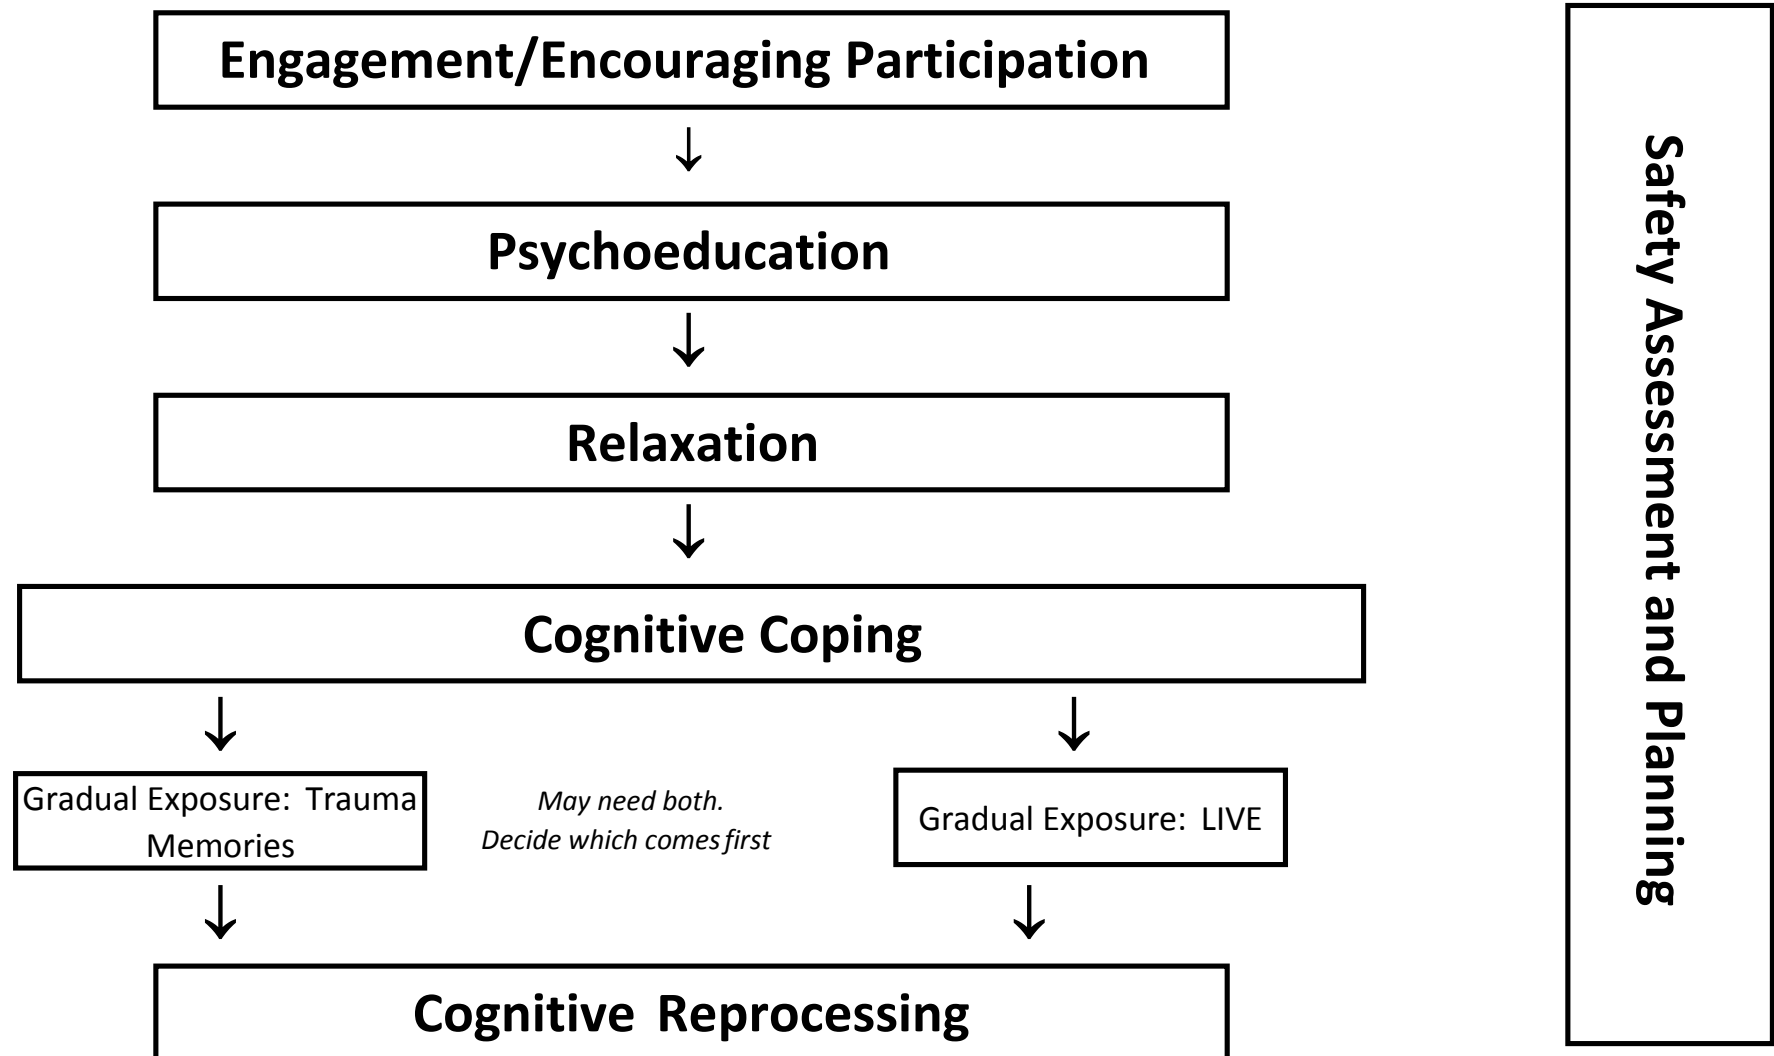 Engagement/Encouraging Participation
↓
Psychoeducation
↓
Relaxation
↓
Cognitive Coping
↓ ↓
Gradual Exposure: Trauma
Memories
May need both.
Decide which comes first
Gradual Exposure: LIVE
↓ ↓
Cognitive Reprocessing
Safety Assessment and Planning